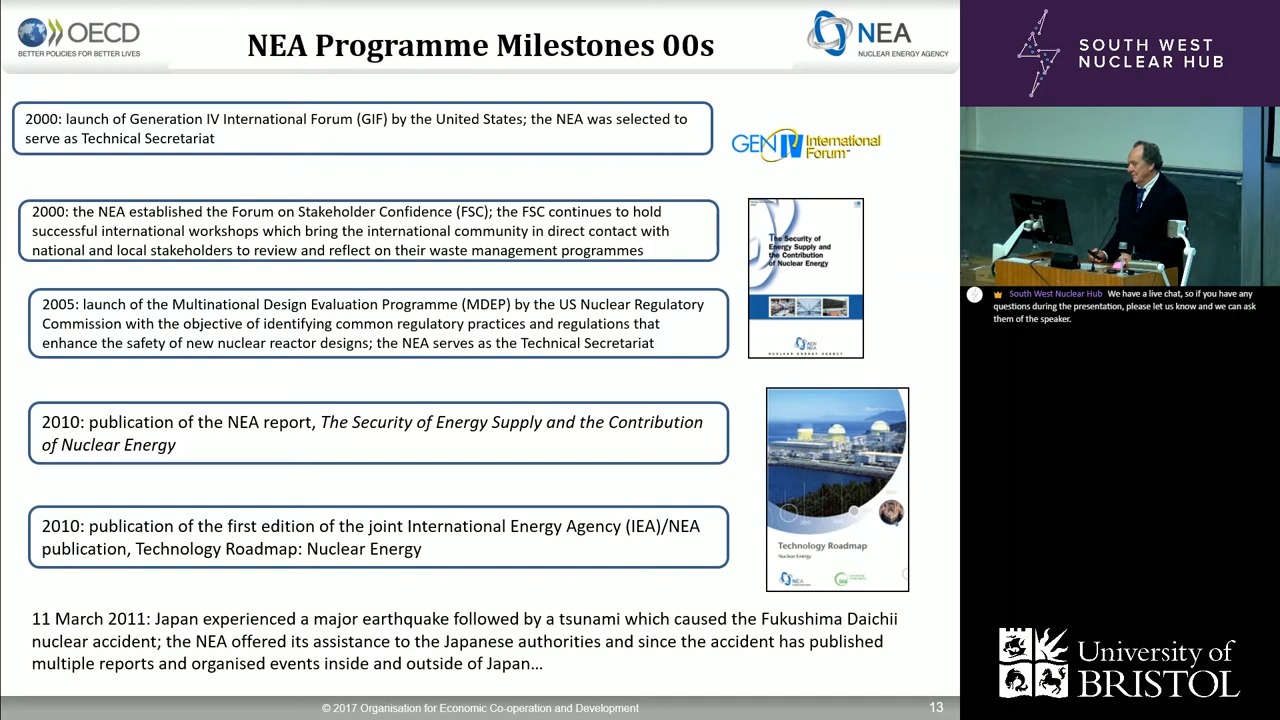 OECD
BETTER POLICIES FOR BETTER LIVES
NEA Programme Milestones 00s
NEA
NUCLEAR ENERGY AGENCY
2000: launch of Generation IV International Forum (GIF) by the United States; the NEA was selected to
serve as Technical Secretariat
GEN IV International
Forum
2000: the NEA established the Forum on Stakeholder Confidence (FSC); the FSC continues to hold
successful international workshops which bring the international community in direct contact with
national and local stakeholders to review and reflect on their waste management programmes
The Security of
Energy Supply and
the Contribution
of Nuclear Energy
NEA
NUCLEAR ENERGY AGENCY
2005: launch of the Multinational Design Evaluation Programme (MDEP) by the US Nuclear Regulatory
Commission with the objective of identifying common regulatory practices and regulations that
enhance the safety of new nuclear reactor designs; the NEA serves as the Technical Secretariat
2010: publication of the NEA report, The Security of Energy Supply and the Contribution
of Nuclear Energy
2010: publication of the first edition of the joint International Energy Agency (IEA)/NEA
publication, Technology Roadmap: Nuclear Energy
Technology Roadmap
Nuclear Energy
NEA
iea
11 March 2011: Japan experienced a major earthquake followed by a tsunami which caused the Fukushima Daichii
nuclear accident; the NEA offered its assistance to the Japanese authorities and since the accident has published
multiple reports and organised events inside and outside of Japan...
© 2017 Organisation for Economic Co-operation and Development
13
SOUTH WEST
NUCLEAR HUB
South West Nuclear Hub We have a live chat, so if you have any
questions during the presentation, please let us know and we can ask
them of the speaker.
University of
BRISTOL